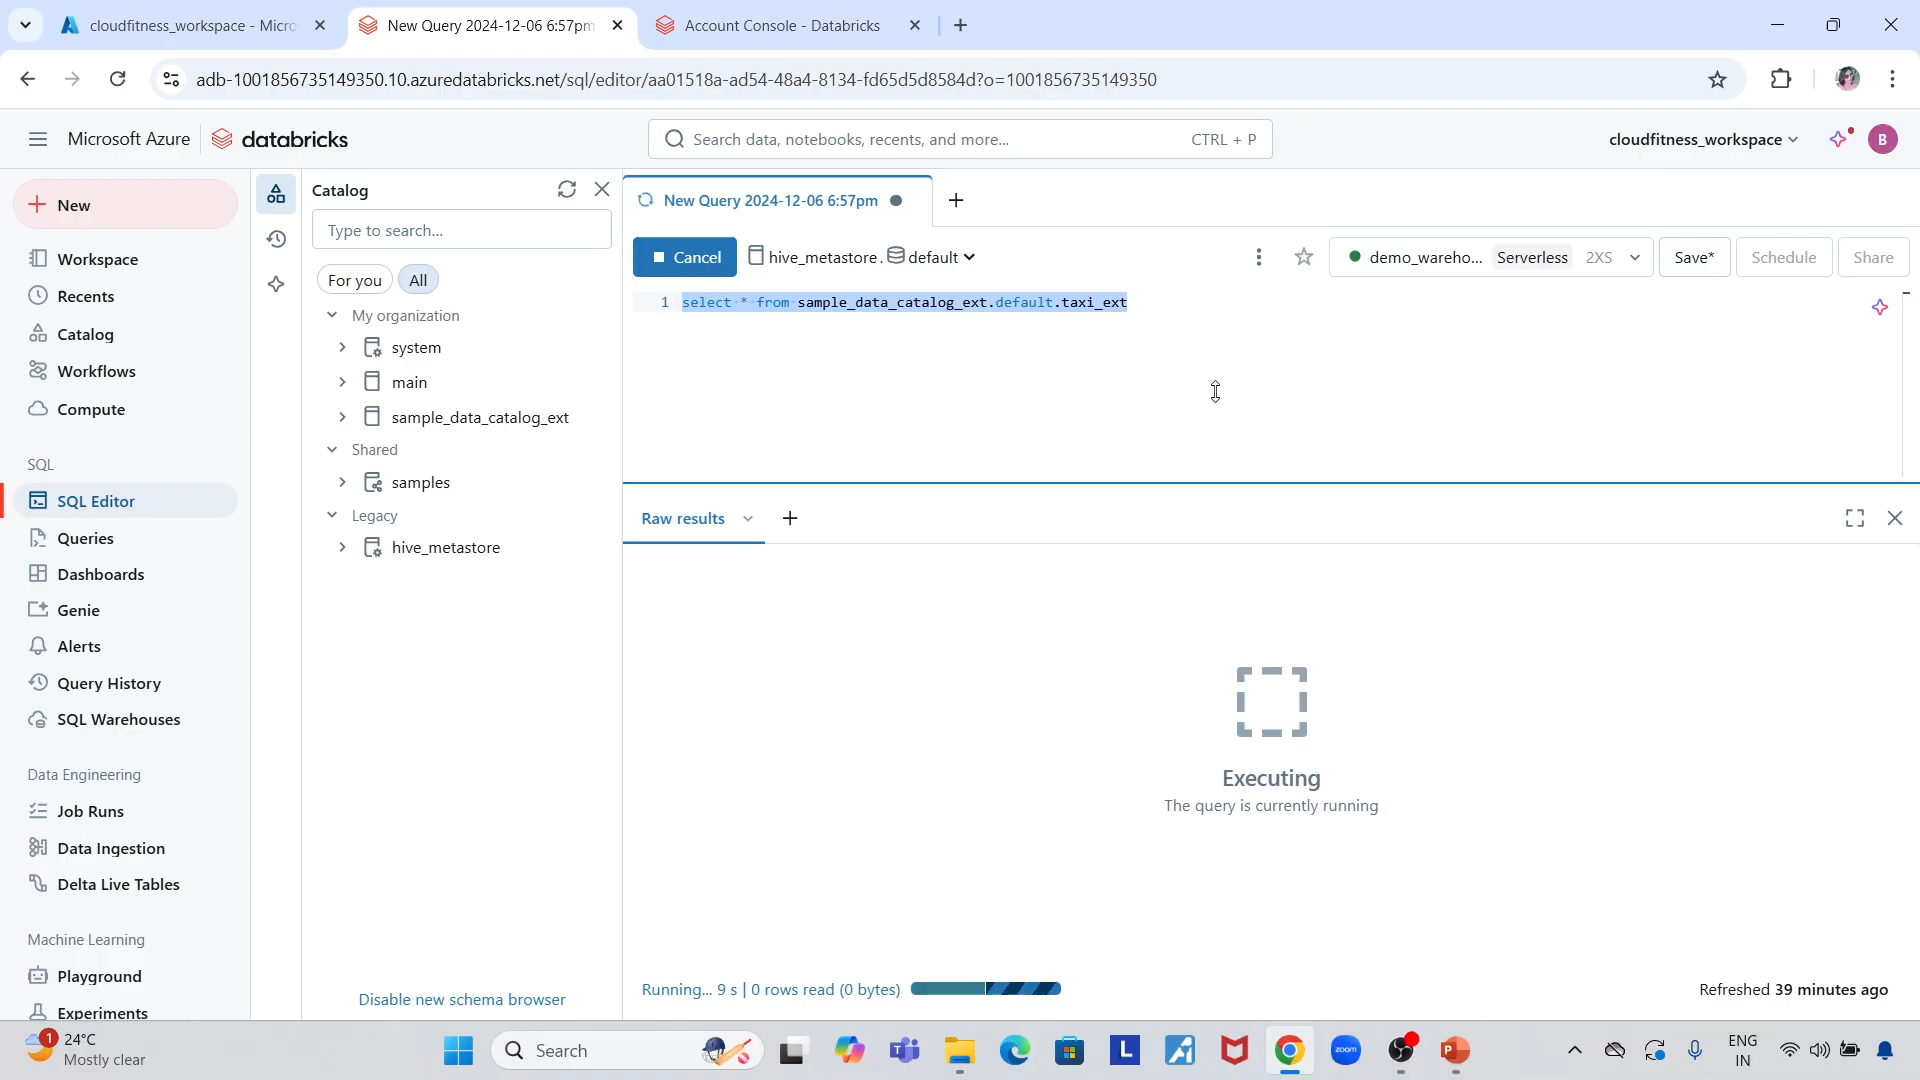 cloudfitness_workspace - Micro
New Query 2024-12-06 6:57pm
Account Console - Databricks
adb-1001856735149350.10.azuredatabricks.net/sql/editor/aa01518a-ad54-48a4-8134-fd65d5d8584d?o=1001856735149350
Microsoft Azure
databricks
Search data, notebooks, recents, and more...
CTRL + P
cloudfitness_workspace
B
New
Workspace
Recents
Catalog
Workflows
Compute
SQL
SQL Editor
Queries
Dashboards
Genie
Alerts
Query History
SQL Warehouses
Data Engineering
Job Runs
Data Ingestion
Delta Live Tables
Machine Learning
Playground
Experiments
Catalog
Type to search...
For you
All
My organization
system
main
sample_data_catalog_ext
Shared
samples
Legacy
hive_metastore
Disable new schema browser
New Query 2024-12-06 6:57pm
Cancel
hive_metastore . default
demo_wareho... Serverless 2XS
Save*
Schedule
Share
1 select * from sample_data_catalog_ext.default.taxi_ext
Raw results
Executing
The query is currently running
Running... 9 s | 0 rows read (0 bytes)
Refreshed 39 minutes ago
1
24°C
Mostly clear
Search
L
zoom
ENG
IN